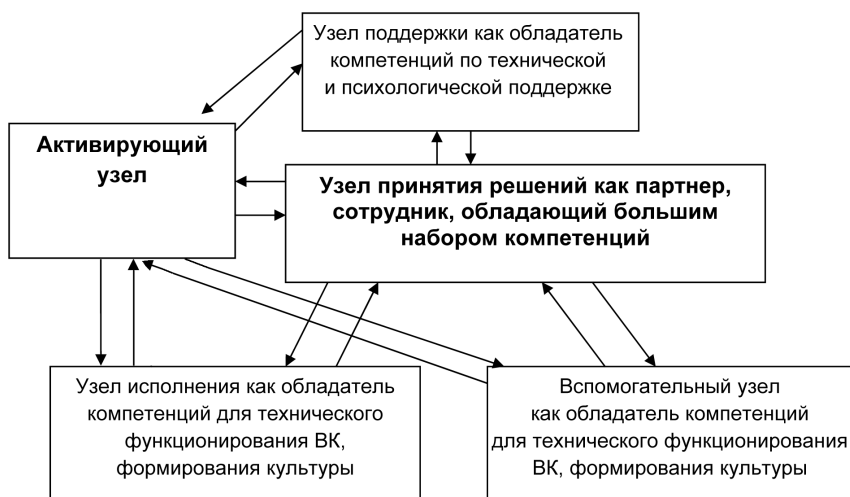 Узел поддержки как обладатель
компетенций по технической
и психологической поддержке
Активирующий
узел
Узел принятия решений как партнер,
сотрудник, обладающий большим
набором компетенций
Узел исполнения как обладатель
компетенций для технического
функционирования ВК,
формирования культуры
Вспомогательный узел
как обладатель компетенций
для технического функционирования
ВК, формирования культуры